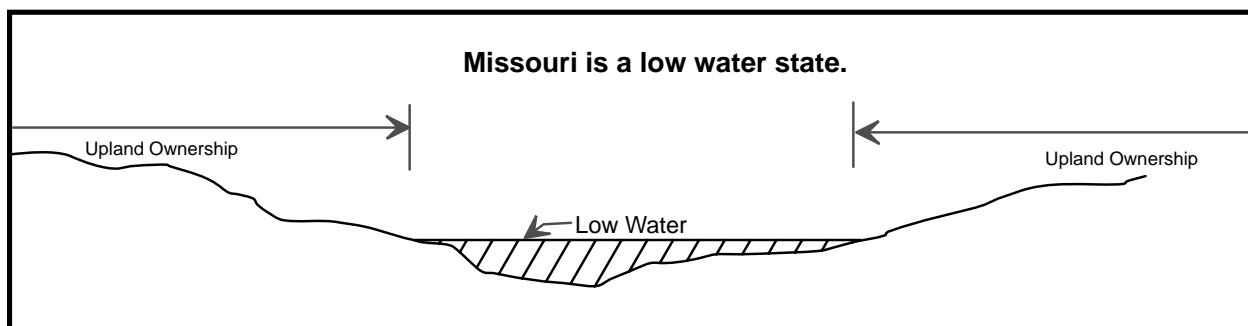 Missouri is a low water state.
Upland Ownership
Upland Ownership
Low Water